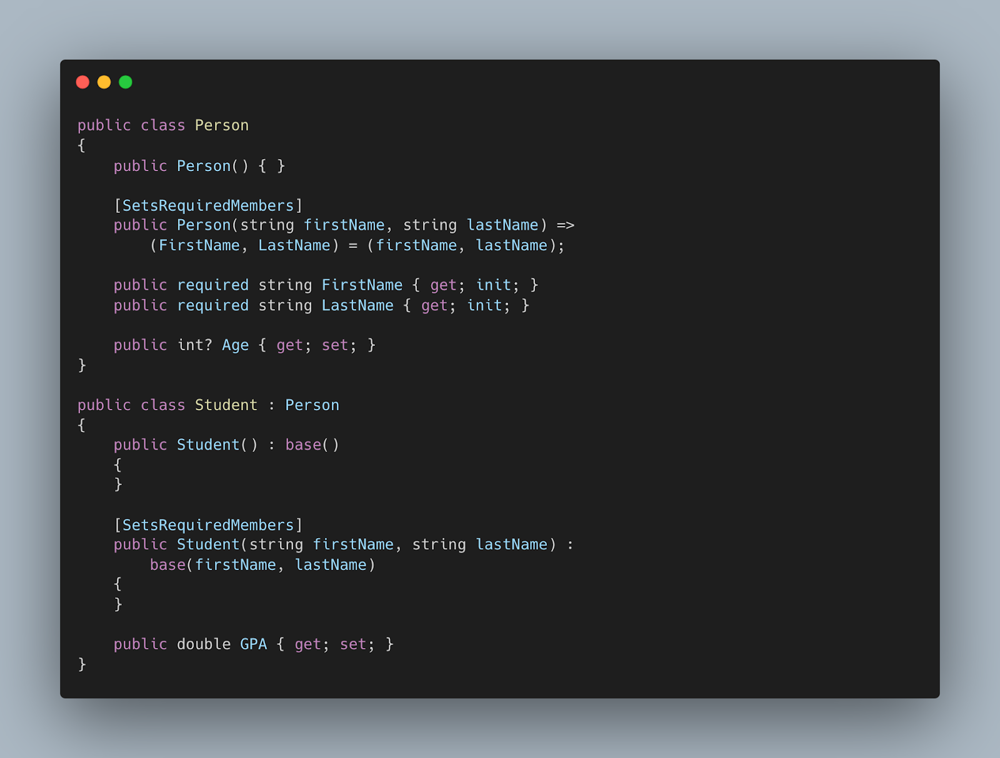 public class Person
{
    public Person() { }

    [SetsRequiredMembers]
    public Person(string firstName, string lastName) =>
        (FirstName, LastName) = (firstName, lastName);

    public required string FirstName { get; init; }
    public required string LastName { get; init; }

    public int? Age { get; set; }
}

public class Student : Person
{
    public Student() : base()
    {
    }

    [SetsRequiredMembers]
    public Student(string firstName, string lastName) :
        base(firstName, lastName)
    {
    }

    public double GPA { get; set; }
}